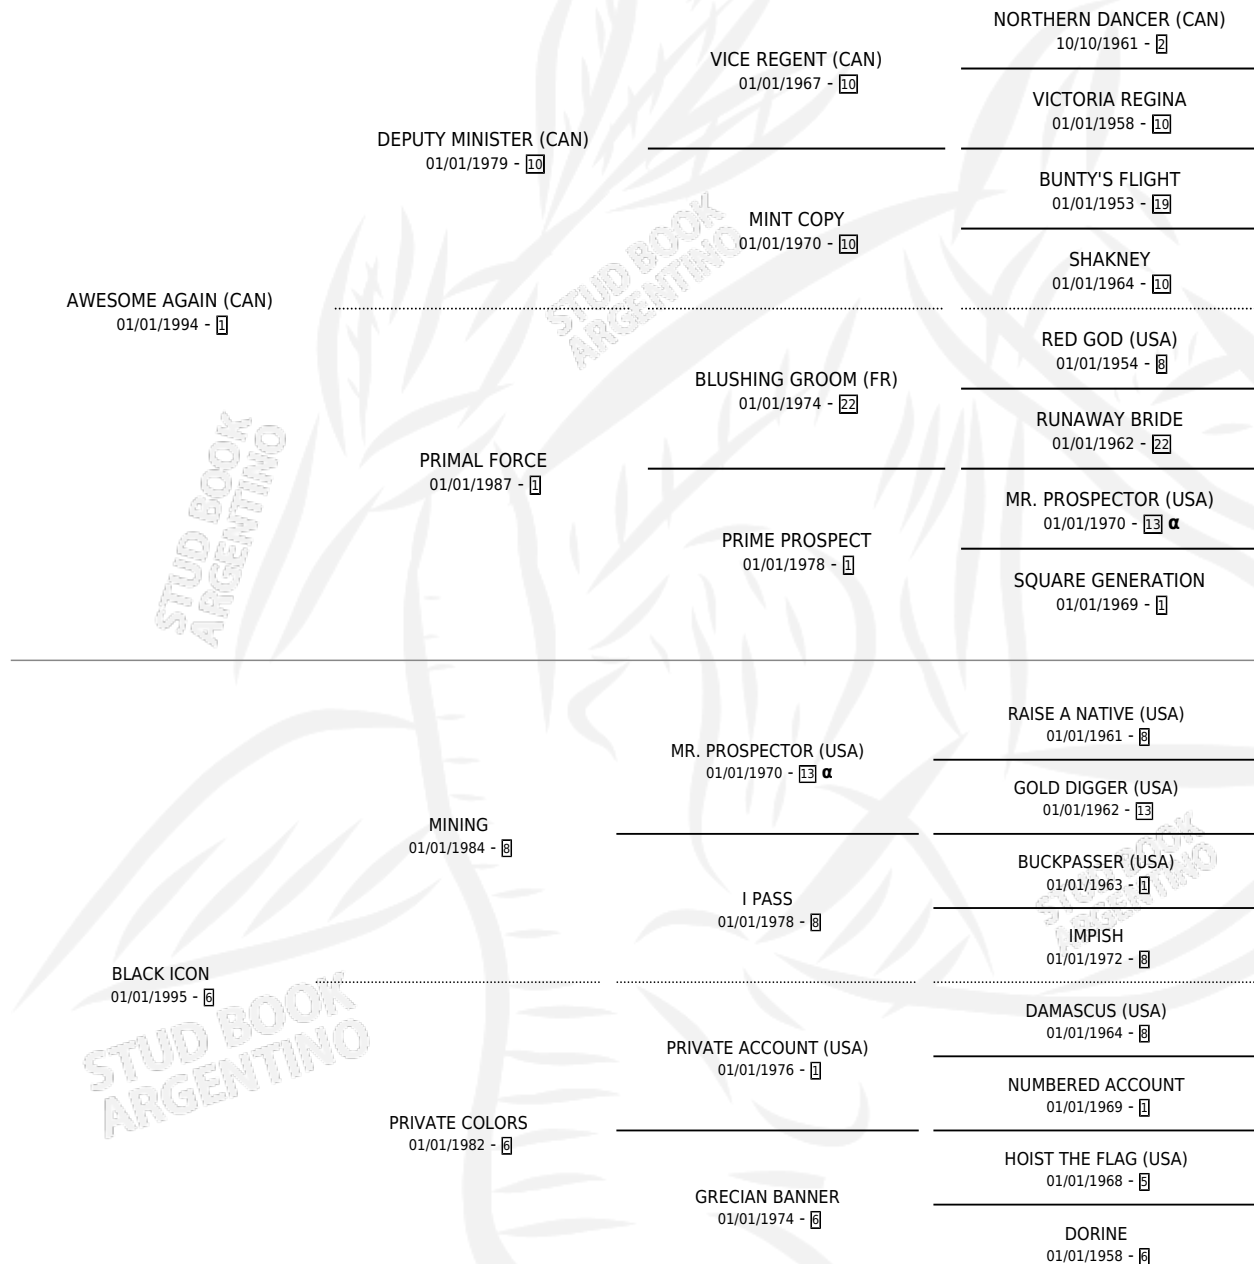 NORTHERN DANCER (CAN)
10/10/1961 - 2
VICE REGENT (CAN)
01/01/1967 - 10
VICTORIA REGINA
01/01/1958 - 10
DEPUTY MINISTER (CAN)
01/01/1979 - 10
BUNTY'S FLIGHT
01/01/1953 - 19
MINT COPY
01/01/1970 - 10
SHAKNEY
01/01/1964 - 10
AWESOME AGAIN (CAN)
01/01/1994 - 1
RED GOD (USA)
01/01/1954 - 8
BLUSHING GROOM (FR)
01/01/1974 - 22
RUNAWAY BRIDE
01/01/1962 - 22
PRIMAL FORCE
01/01/1987 - 1
MR. PROSPECTOR (USA)
01/01/1970 - 13 α
PRIME PROSPECT
01/01/1978 - 1
SQUARE GENERATION
01/01/1969 - 1
RAISE A NATIVE (USA)
01/01/1961 - 8
MR. PROSPECTOR (USA)
01/01/1970 - 13 α
GOLD DIGGER (USA)
01/01/1962 - 13
MINING
01/01/1984 - 8
BUCKPASSER (USA)
01/01/1963 - 1
I PASS
01/01/1978 - 8
IMPISH
01/01/1972 - 8
BLACK ICON
01/01/1995 - 6
DAMASCUS (USA)
01/01/1964 - 8
PRIVATE ACCOUNT (USA)
01/01/1976 - 1
NUMBERED ACCOUNT
01/01/1969 - 1
PRIVATE COLORS
01/01/1982 - 6
HOIST THE FLAG (USA)
01/01/1968 - 5
GRECIAN BANNER
01/01/1974 - 6
DORINE
01/01/1958 - 6
STUD BOOK
ARGENTINO
STUD BOOK
ARGENTINO
STUD BOOK
ARGENTINO
STUD BOOK
ARGENTINO